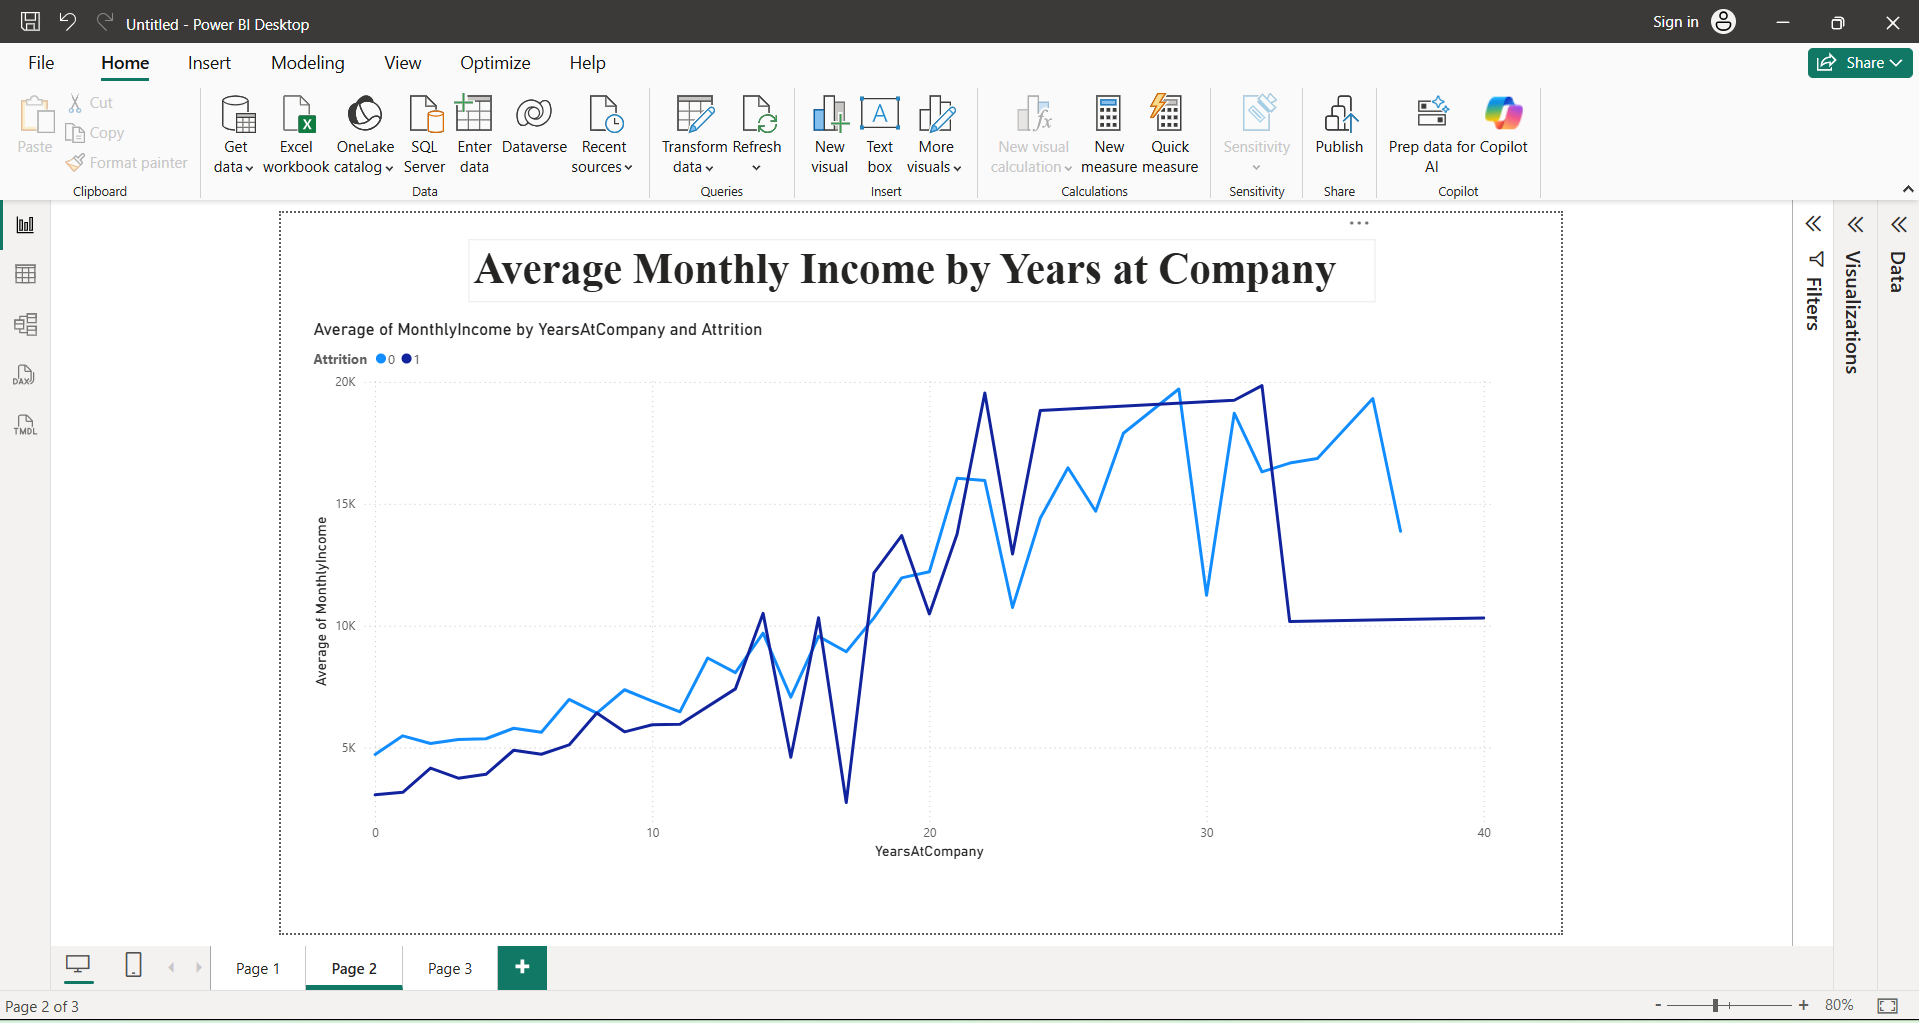 Untitled - Power BI Desktop
Sign in
File Home Insert Modeling View Optimize Help
Share
Paste
Cut
Copy
Format painter
Clipboard
Get data
Excel workbook
OneLake catalog
SQL Server
Enter data
Dataverse
Recent sources
Data
Transform data
Refresh
Queries
New visual
Text box
More visuals
Insert
New visual calculation
New measure
Quick measure
Calculations
Sensitivity
Sensitivity
Publish
Share
Prep data for AI
Copilot
Copilot
DAX
TMDL
Average Monthly Income by Years at Company
Average of MonthlyIncome by YearsAtCompany and Attrition
Attrition 0 1
20K
15K
10K
5K
Average of MonthlyIncome
0 10 20 30 40
YearsAtCompany
Filters
Visualizations
Data
Page 1 Page 2 Page 3 +
Page 2 of 3
- + 80%